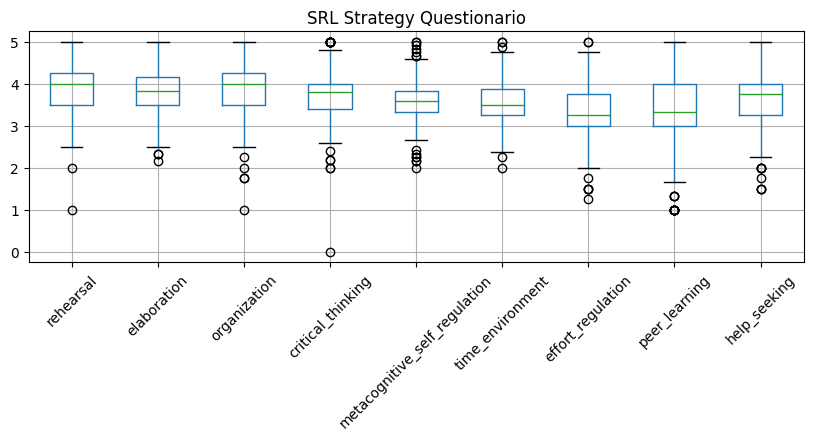 SRL Strategy Questionario
5
4
3
2
1
0
rehearsal
elaboration
organization
critical_thinking
metacognitive_self_regulation
time_environment
effort_regulation
peer_learning
help_seeking